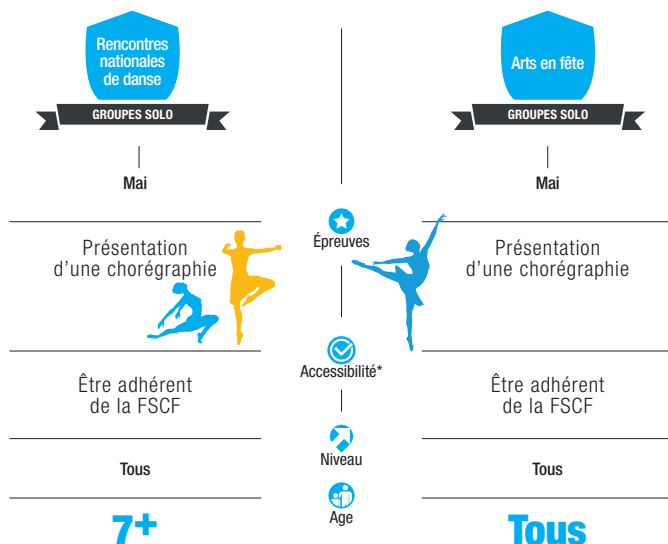 Rencontres
nationales
de danse
GROUPES SOLO
Mai
Présentation
d'une chorégraphie
Être adhérent
de la FSCF
Tous
7+
Épreuves
Accessibilité*
Niveau
Age
Arts en fête
GROUPES SOLO
Mai
Présentation
d'une chorégraphie
Être adhérent
de la FSCF
Tous
Tous